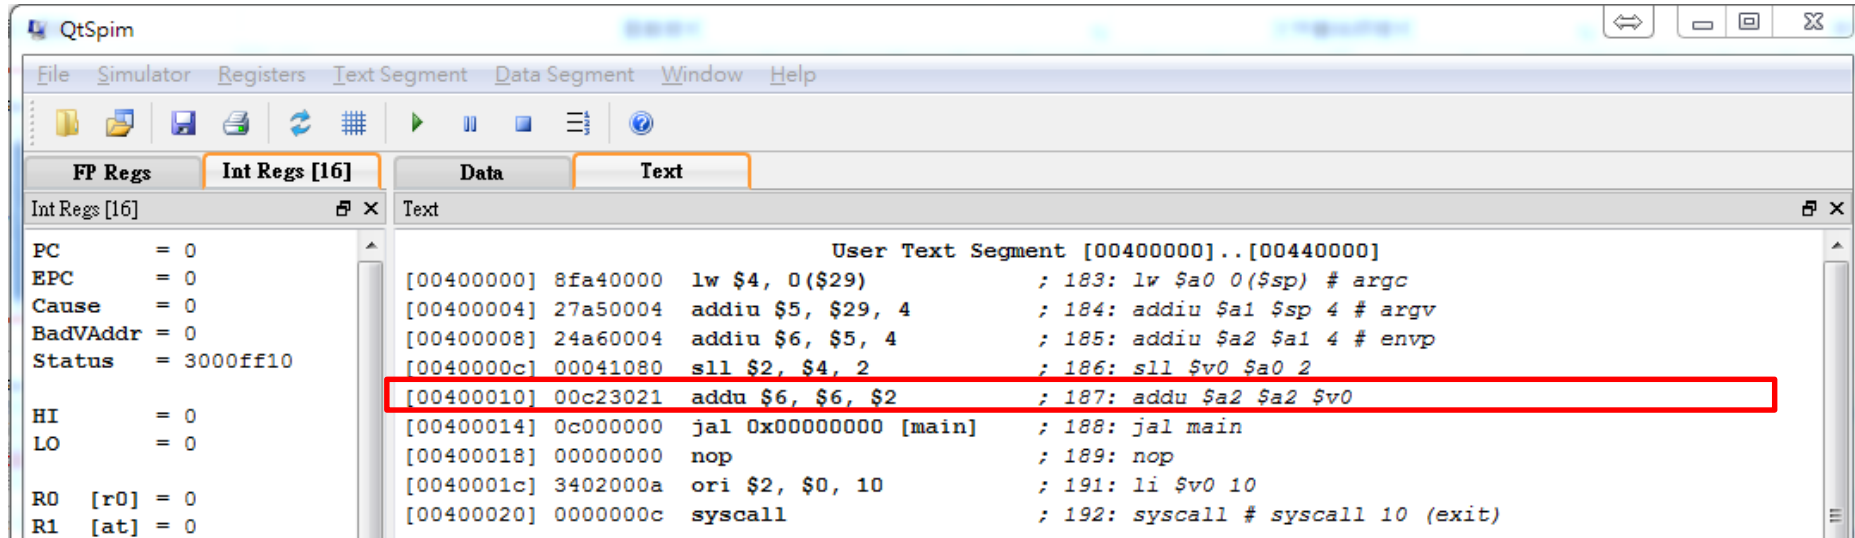 QtSpim
File Simulator Registers Text Segment Data Segment Window Help
FP Regs Int Regs [16] Data Text
Int Regs [16] Text
PC = 0
EPC = 0
Cause = 0
BadVAddr = 0
Status = 3000ff10
HI = 0
LO = 0
R0 [r0] = 0
R1 [at] = 0
User Text Segment [00400000]..[00440000]
[00400000] 8fa40000 lw $4, 0($29) ; 183: lw $a0 0($sp) # argc
[00400004] 27a50004 addiu $5, $29, 4 ; 184: addiu $a1 $sp 4 # argv
[00400008] 24a60004 addiu $6, $5, 4 ; 185: addiu $a2 $a1 4 # envp
[0040000c] 00041080 sll $2, $4, 2 ; 186: sll $v0 $a0 2
[00400010] 00c23021 addu $6, $6, $2 ; 187: addu $a2 $a2 $v0
[00400014] 0c000000 jal 0x00000000 [main] ; 188: jal main
[00400018] 00000000 nop ; 189: nop
[0040001c] 3402000a ori $2, $0, 10 ; 191: li $v0 10
[00400020] 0000000c syscall ; 192: syscall # syscall 10 (exit)